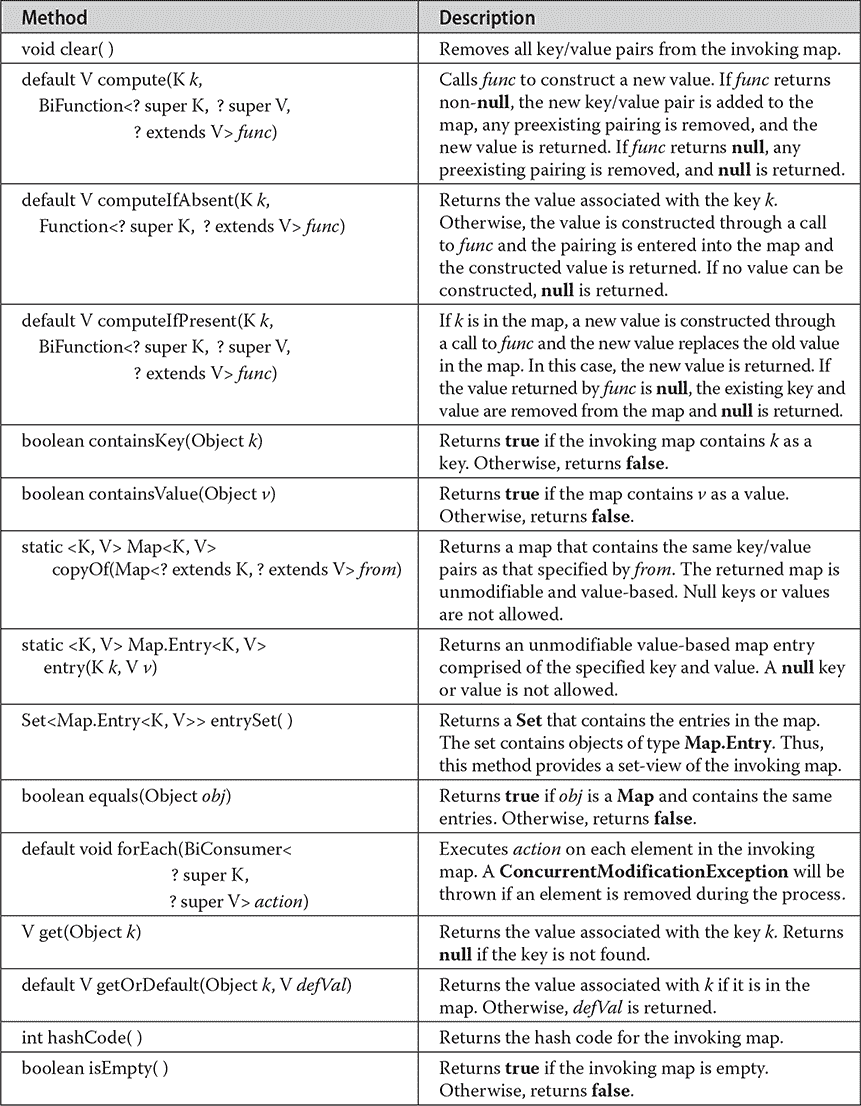 Method Description
void clear( ) Removes all key/value pairs from the invoking map.
default V compute(K k, Calls func to construct a new value. If func returns
BiFunction<? super K, ? super V, non-null, the new key/value pair is added to the
? extends V> func) map, any preexisting pairing is removed, and the
new value is returned. If func returns null, any
preexisting pairing is removed, and null is returned.
default V computeIfAbsent(K k, Returns the value associated with the key k.
Function<? super K, ? extends V> func) Otherwise, the value is constructed through a call
to func and the pairing is entered into the map and
the constructed value is returned. If no value can be
constructed, null is returned.
default V computeIfPresent(K k, If k is in the map, a new value is constructed through
BiFunction<? super K, ? super V, a call to func and the new value replaces the old value
? extends V> func) in the map. In this case, the new value is returned. If
the value returned by func is null, the existing key and
value are removed from the map and null is returned.
boolean containsKey(Object k) Returns true if the invoking map contains k as a
key. Otherwise, returns false.
boolean containsValue(Object v) Returns true if the map contains v as a value.
Otherwise, returns false.
static <K, V> Map<K, V> Returns a map that contains the same key/value
copyOf(Map<? extends K, ? extends V> from) pairs as that specified by from. The returned map is
unmodifiable and value-based. Null keys or values
are not allowed.
static <K, V> Map.Entry<K, V> Returns an unmodifiable value-based map entry
entry(K k, V v) comprised of the specified key and value. A null key
or value is not allowed.
Set<Map.Entry<K, V>> entrySet( ) Returns a Set that contains the entries in the map.
The set contains objects of type Map.Entry. Thus,
this method provides a set-view of the invoking map.
boolean equals(Object obj) Returns true if obj is a Map and contains the same
entries. Otherwise, returns false.
default void forEach(BiConsumer< Executes action on each element in the invoking
? super K, map. A ConcurrentModificationException will be
? super V> action) thrown if an element is removed during the process.
V get(Object k) Returns the value associated with the key k. Returns
null if the key is not found.
default V getOrDefault(Object k, V defVal) Returns the value associated with k if it is in the
map. Otherwise, defVal is returned.
int hashCode( ) Returns the hash code for the invoking map.
boolean isEmpty( ) Returns true if the invoking map is empty.
Otherwise, returns false.